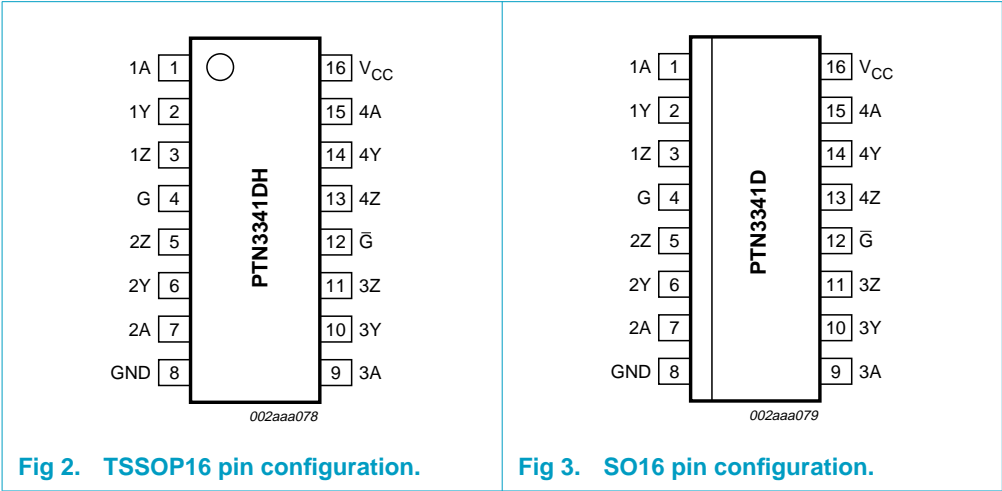 1A 1 16 VCC
1Y 2 15 4A
1Z 3 14 4Y
G 4 13 4Z
2Z 5 12 G̅
2Y 6 11 3Z
2A 7 10 3Y
GND 8 9 3A
PTN3341DH
002aaa078
Fig 2. TSSOP16 pin configuration.
1A 1 16 VCC
1Y 2 15 4A
1Z 3 14 4Y
G 4 13 4Z
2Z 5 12 G̅
2Y 6 11 3Z
2A 7 10 3Y
GND 8 9 3A
PTN3341D
002aaa079
Fig 3. SO16 pin configuration.